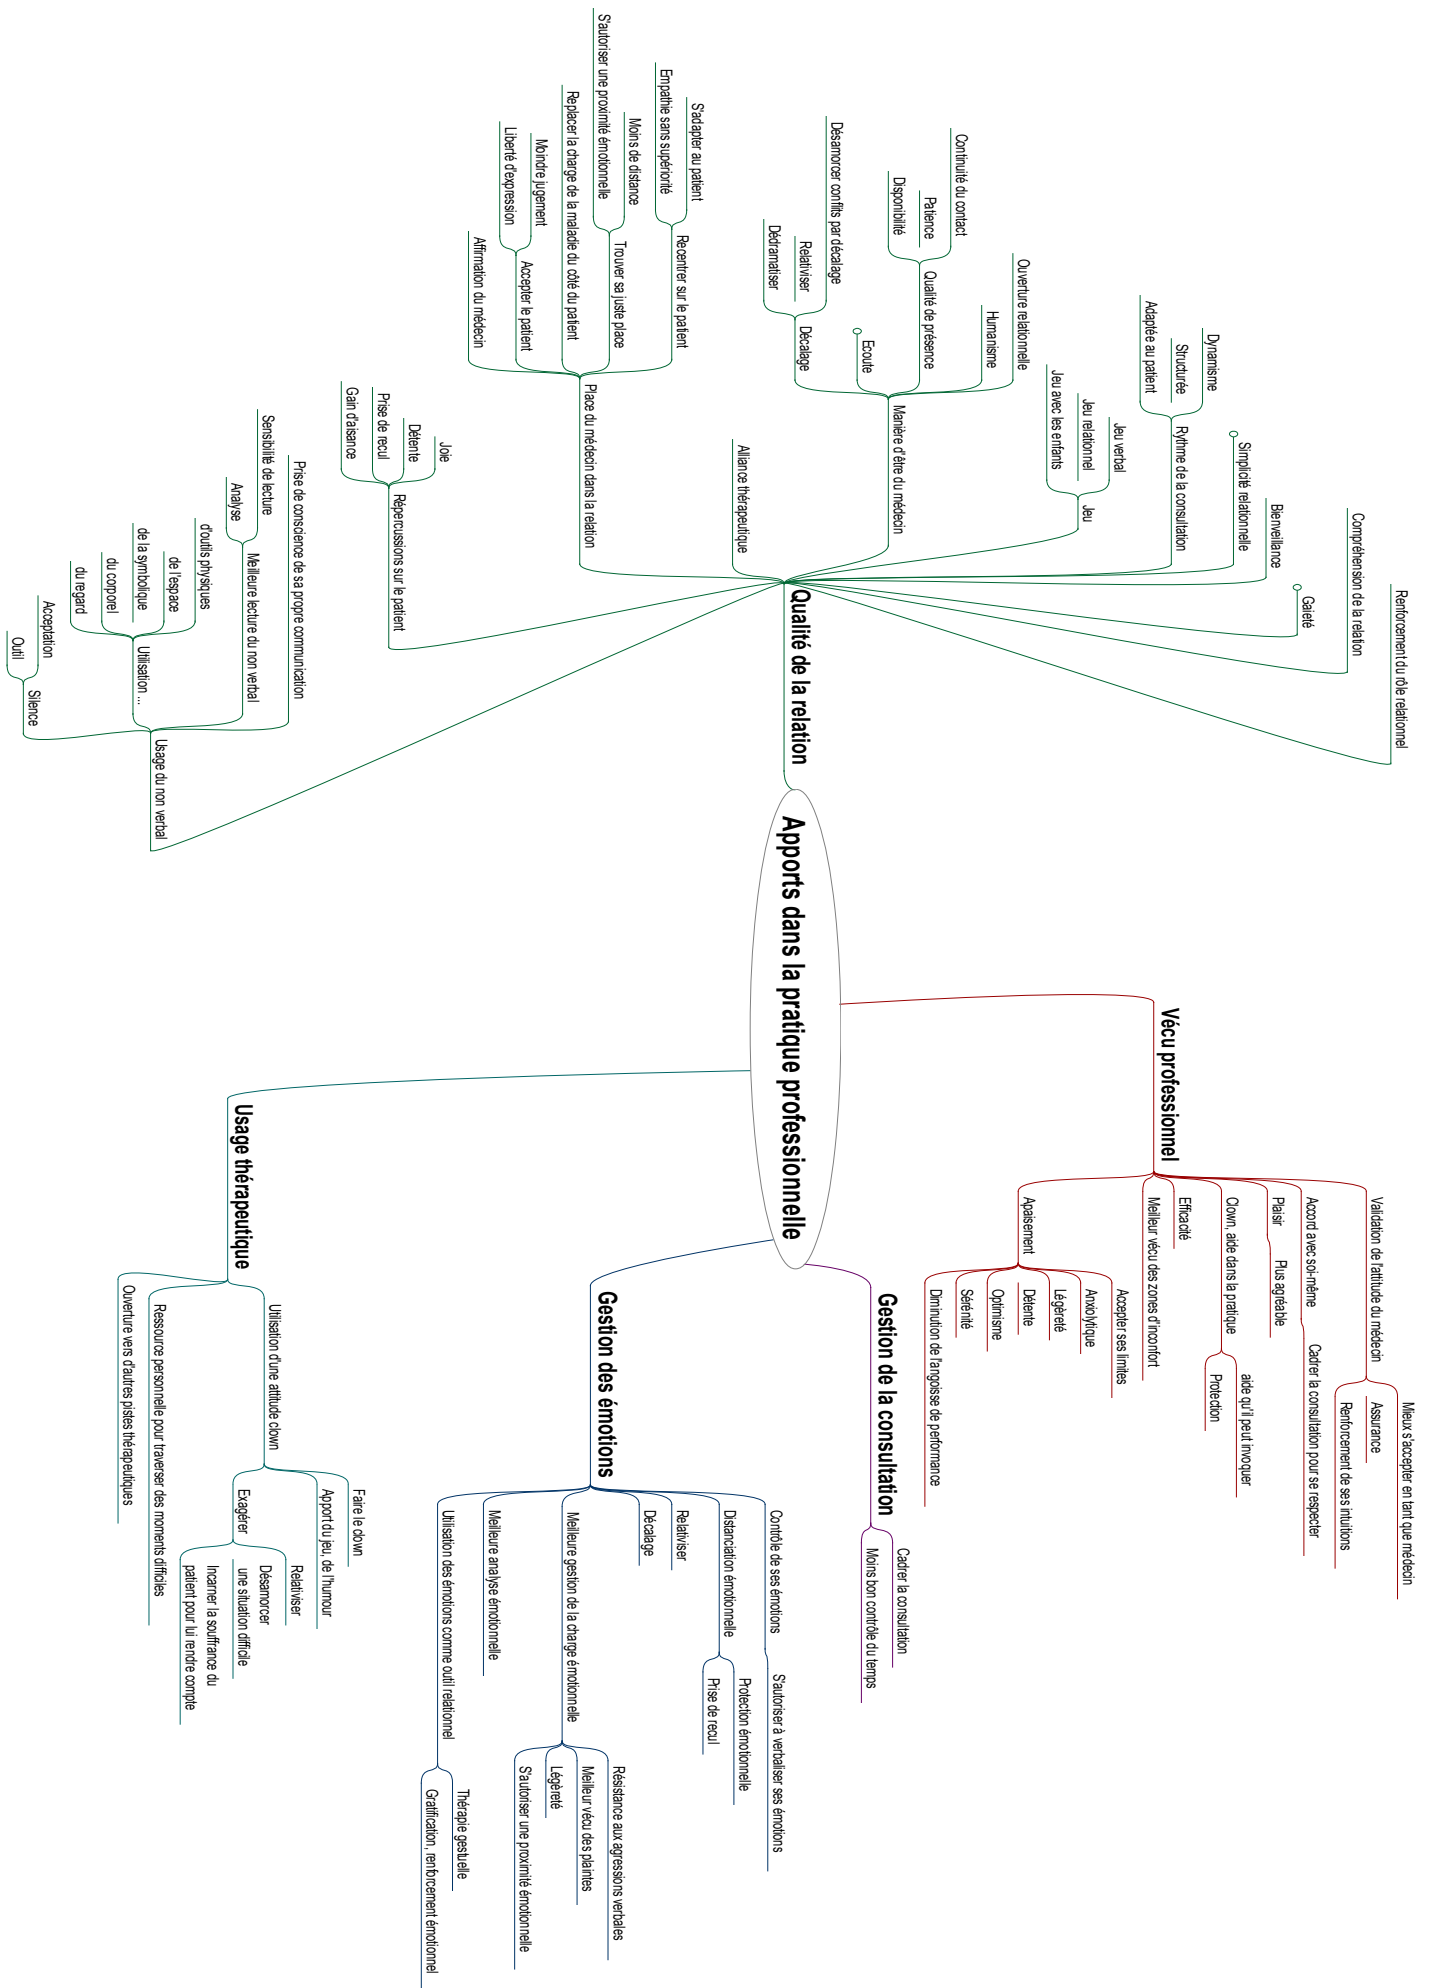 Apports dans la pratique professionnelle
Qualité de la relation
Renforcement du rôle relationnel
Compréhension de la relation
Gaieté
Bienveillance
Simplicité relationnelle
Rythme de la consultation
Dynamisme
Structurée
Adaptée au patient
Jeu
Jeu verbal
Jeu relationnel
Jeu avec les enfants
Manière d'être du médecin
Ouverture relationnelle
Humanisme
Qualité de présence
Continuité du contact
Patience
Disponibilité
Ecoute
Décalage
Désamorcer conflits par décalage
Relativiser
Dédramatiser
Alliance thérapeutique
Place du médecin dans la relation
Recentrer sur le patient
S'adapter au patient
Empathie sans supériorité
Trouver sa juste place
Moins de distance
S'autoriser une proximité émotionnelle
Replacer la charge de la maladie du côté du patient
Accepter le patient
Moindre jugement
Liberté d'expression
Affirmation du médecin
Répercussions sur le patient
Joie
Détente
Prise de recul
Gain d'aisance
Usage du non verbal
Prise de conscience de sa propre communication
Meilleure lecture du non verbal
Sensibilité de lecture
Analyse
Utilisation ...
d'outils physiques
de l'espace
de la symbolique
du corporel
du regard
Silence
Acceptation
Outil
Vécu professionnel
Validation de l'attitude du médecin
Mieux s'accepter en tant que médecin
Assurance
Renforcement de ses intuitions
Accord avec soi-même
Cadrer la consultation pour se respecter
Plaisir
Plus agréable
Clown, aide dans la pratique
aide qu'il peut invoquer
Protection
Efficacité
Meilleur vécu des zones d'inconfort
Apaisement
Accepter ses limites
Anxiolytique
Légèreté
Détente
Optimisme
Sérénité
Diminution de l'angoisse de performance
Gestion de la consultation
Cadrer la consultation
Moins bon contrôle du temps
Gestion des émotions
Contrôle de ses émotions
S'autoriser à verbaliser ses émotions
Distanciation émotionnelle
Protection émotionnelle
Prise de recul
Relativiser
Décalage
Meilleure gestion de la charge émotionnelle
Résistance aux agressions verbales
Meilleur vécu des plaintes
Légèreté
S'autoriser une proximité émotionnelle
Meilleure analyse émotionnelle
Utilisation des émotions comme outil relationnel
Thérapie gestuelle
Gratification, renforcement émotionnel
Usage thérapeutique
Utilisation d'une attitude clown
Faire le clown
Apport du jeu, de l'humour
Exagérer
Relativiser
Désamorcer
une situation difficile
Incarner la souffrance du
patient pour lui rendre compte
Ressource personnelle pour traverser des moments difficiles
Ouverture vers d'autres pistes thérapeutiques